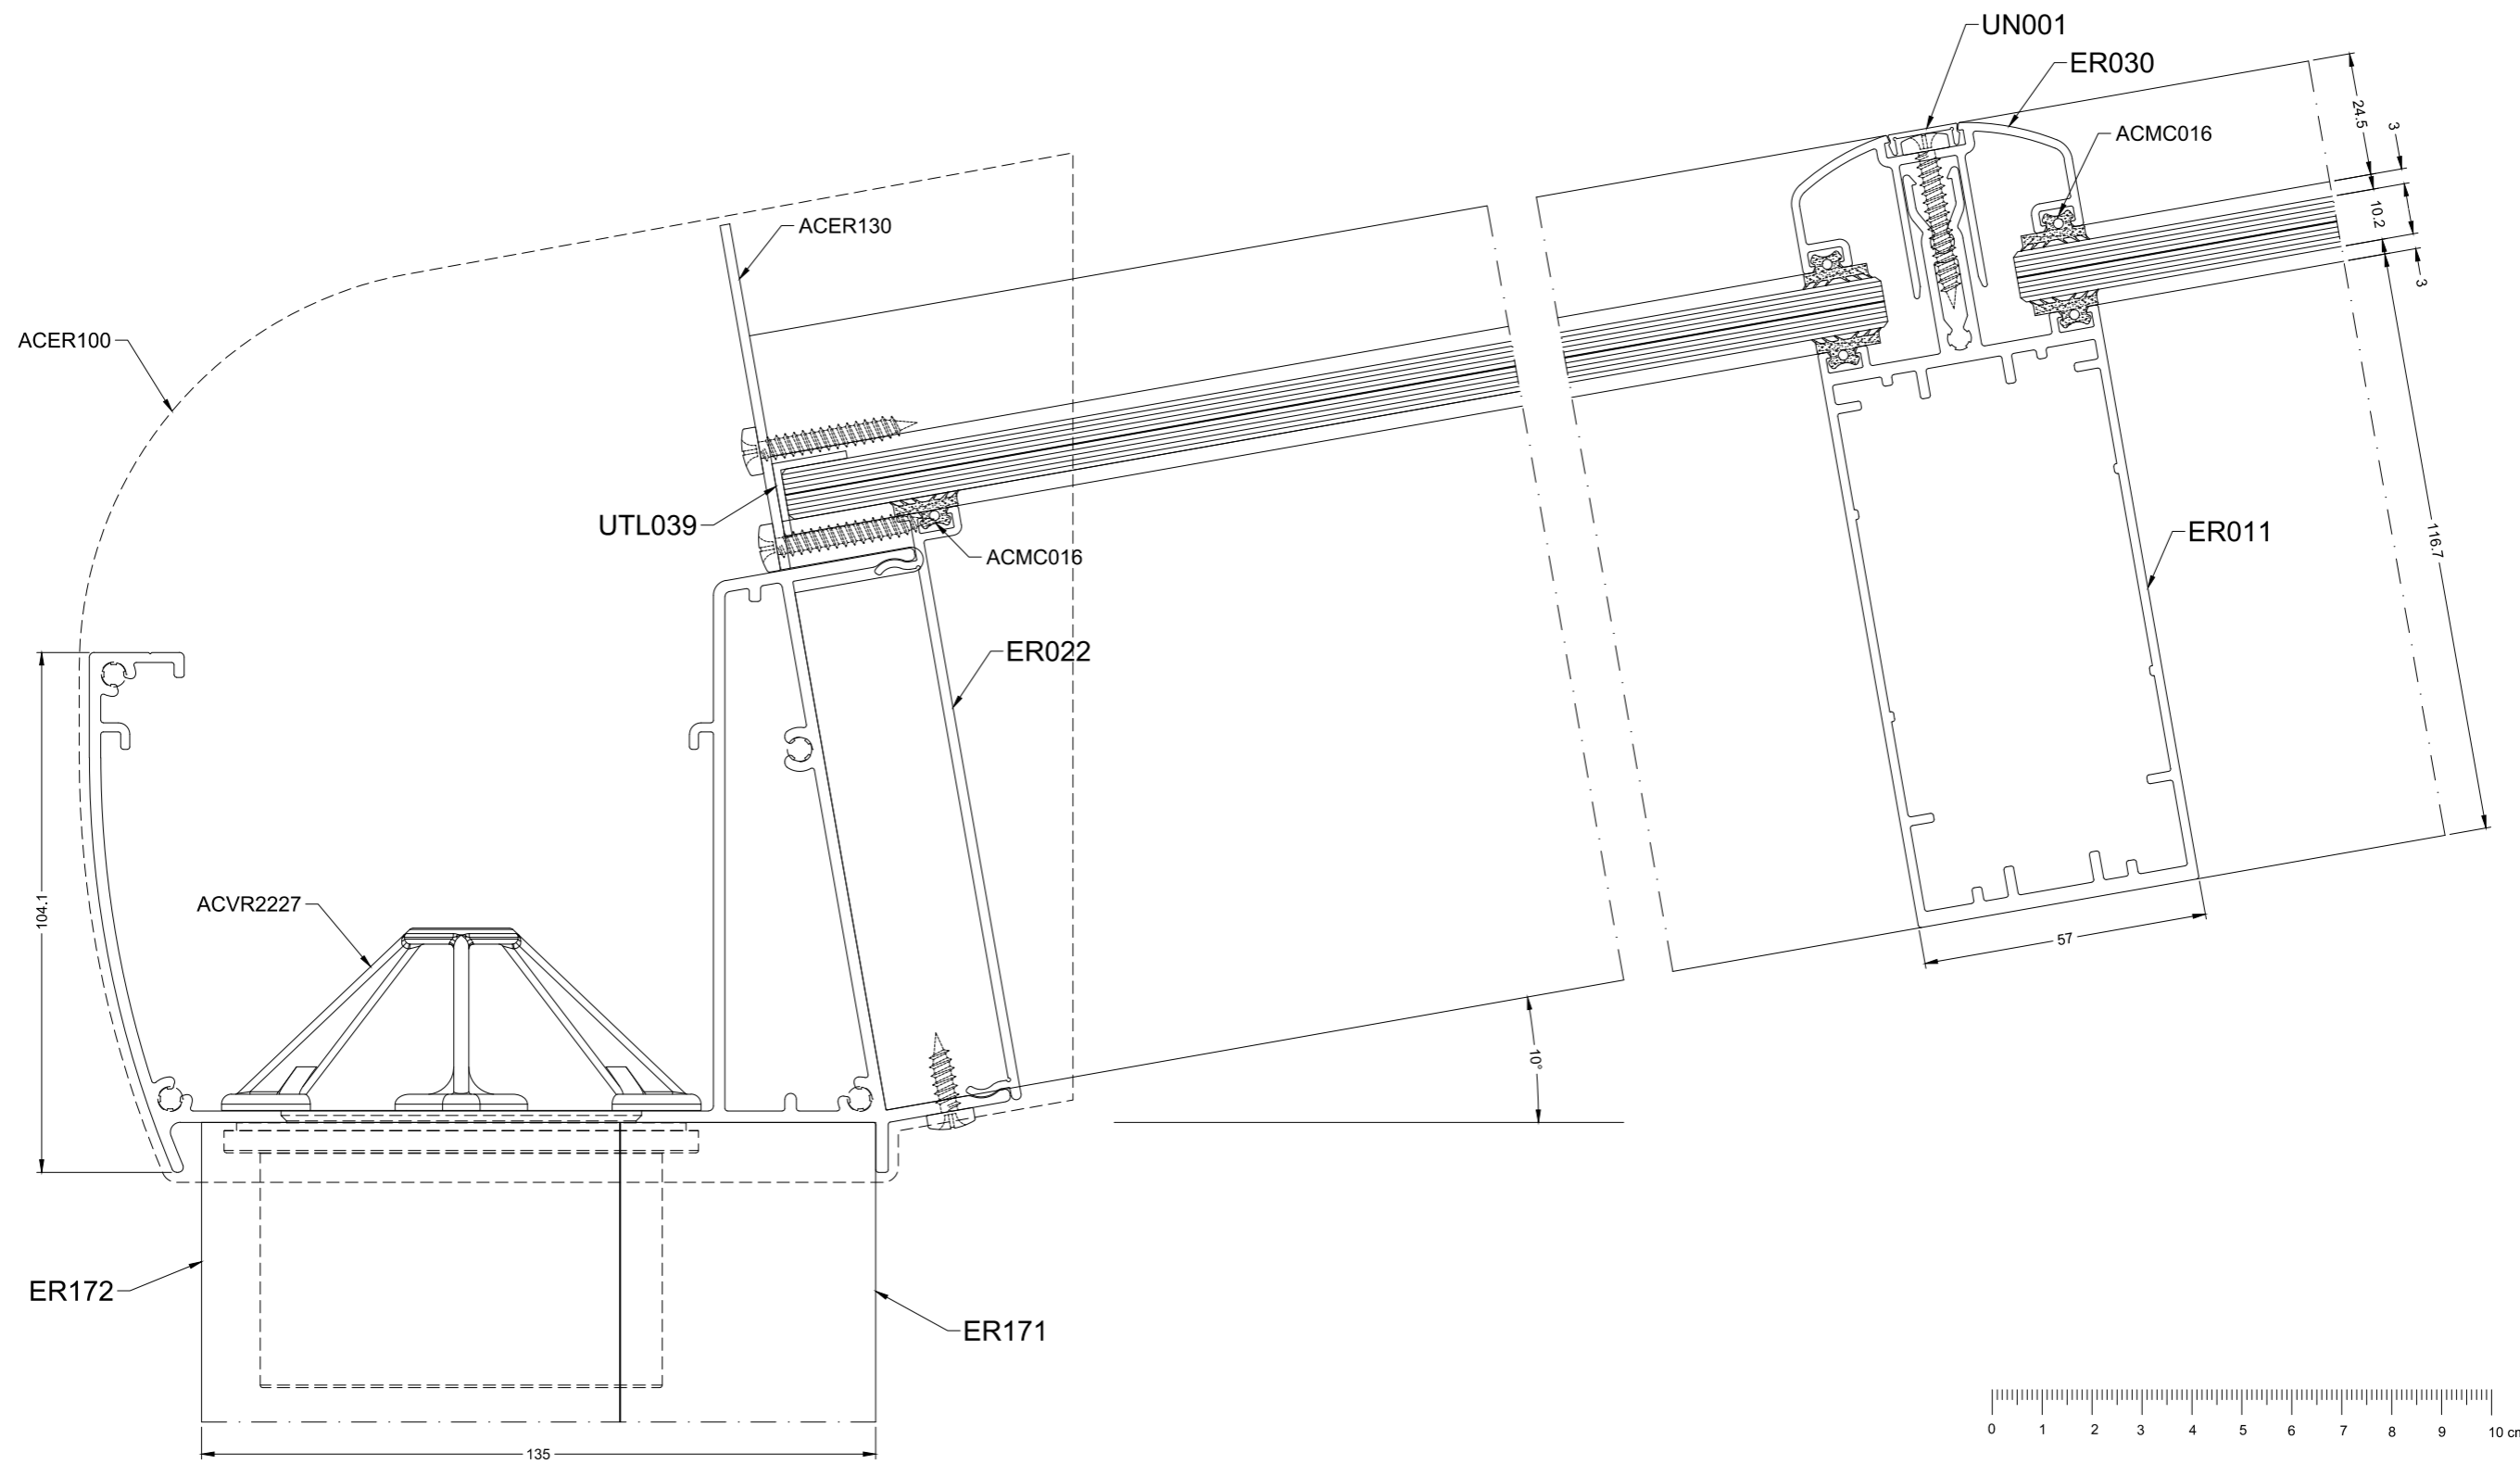 UN001
ER030
24.5
3
ACMC016
10.2
3
ACER130
ACER100
UTL039
ACMC016
ER011
116.7
ER022
ACVR2227
104.1
57
10°
ER172
ER171
135
0 1 2 3 4 5 6 7 8 9 10 cm